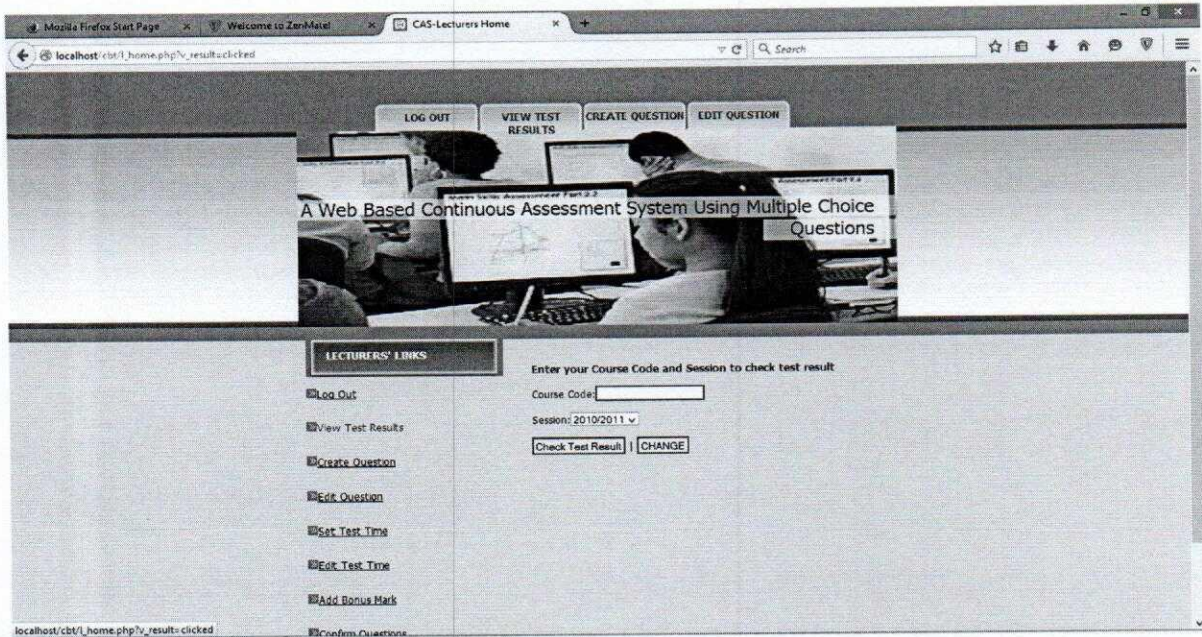 Mozilla Firefox Start Page × Welcome to ZenMate! × CAS-Lecturers Home × +
localhost/cbt/l_home.php?v_result=clicked Search
LOG OUT VIEW TEST RESULTS CREATE QUESTION EDIT QUESTION
A Web Based Continuous Assessment System Using Multiple Choice
Questions
LECTURERS' LINKS
Log Out
View Test Results
Create Question
Edit Question
Set Test Time
Edit Test Time
Add Bonus Mark
Confirm Questions
Enter your Course Code and Session to check test result
Course Code:
Session: 2010/2011
Check Test Result | CHANGE
localhost/cbt/l_home.php?v_result=clicked